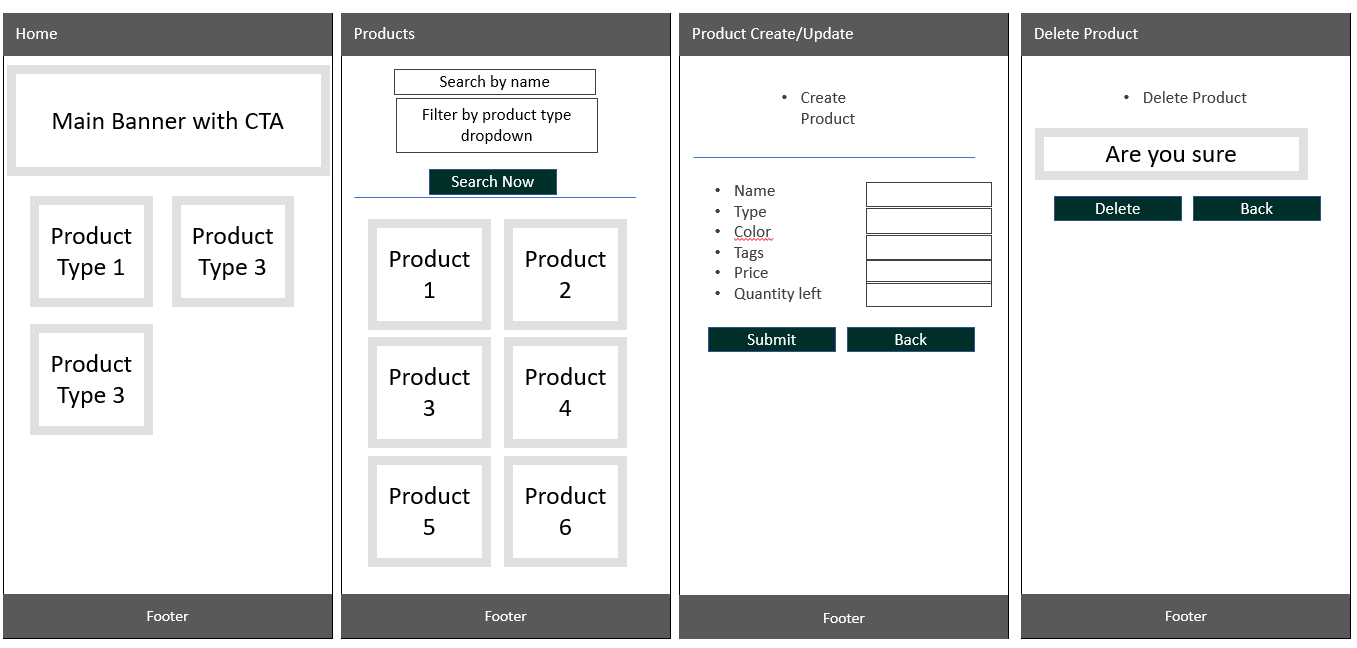 Home
Main Banner with CTA
Product
Type 1
Product
Type 3
Product
Type 3
Footer
Products
Search by name
Filter by product type
dropdown
Search Now
Product
1
Product
2
Product
3
Product
4
Product
5
Product
6
Footer
Product Create/Update
• Create
Product
• Name
• Type
• Color
• Tags
• Price
• Quantity left
Submit
Back
Footer
Delete Product
• Delete Product
Are you sure
Delete
Back
Footer